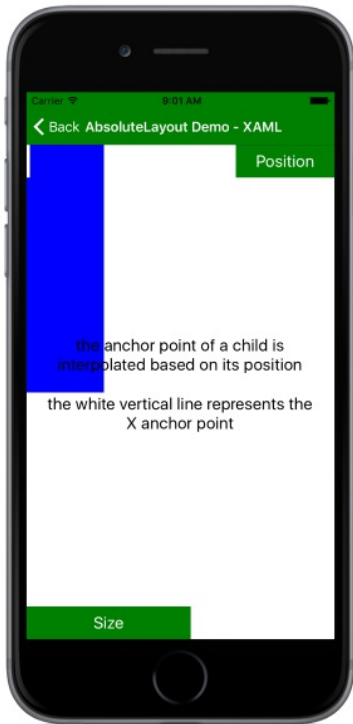 Carrier 9:01 AM
Back AbsoluteLayout Demo - XAML
Position
the anchor point of a child is
interpolated based on its position
the white vertical line represents the
X anchor point
Size